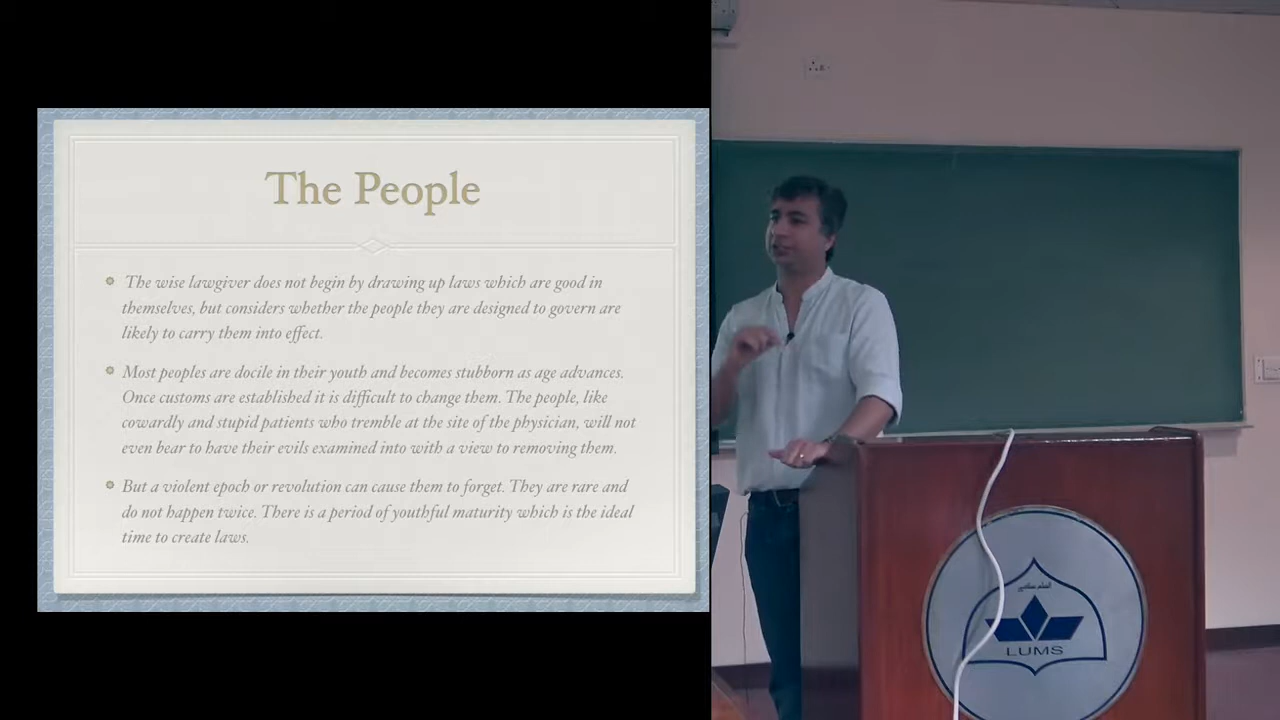 The People
The wise lawgiver does not begin by drawing up laws which are good in
themselves, but considers whether the people they are designed to govern are
likely to carry them into effect.
Most peoples are docile in their youth and becomes stubborn as age advances.
Once customs are established it is difficult to change them. The people, like
cowardly and stupid patients who tremble at the site of the physician, will not
even bear to have their evils examined into with a view to removing them.
But a violent epoch or revolution can cause them to forget. They are rare and
do not happen twice. There is a period of youthful maturity which is the ideal
time to create laws.
LUMS